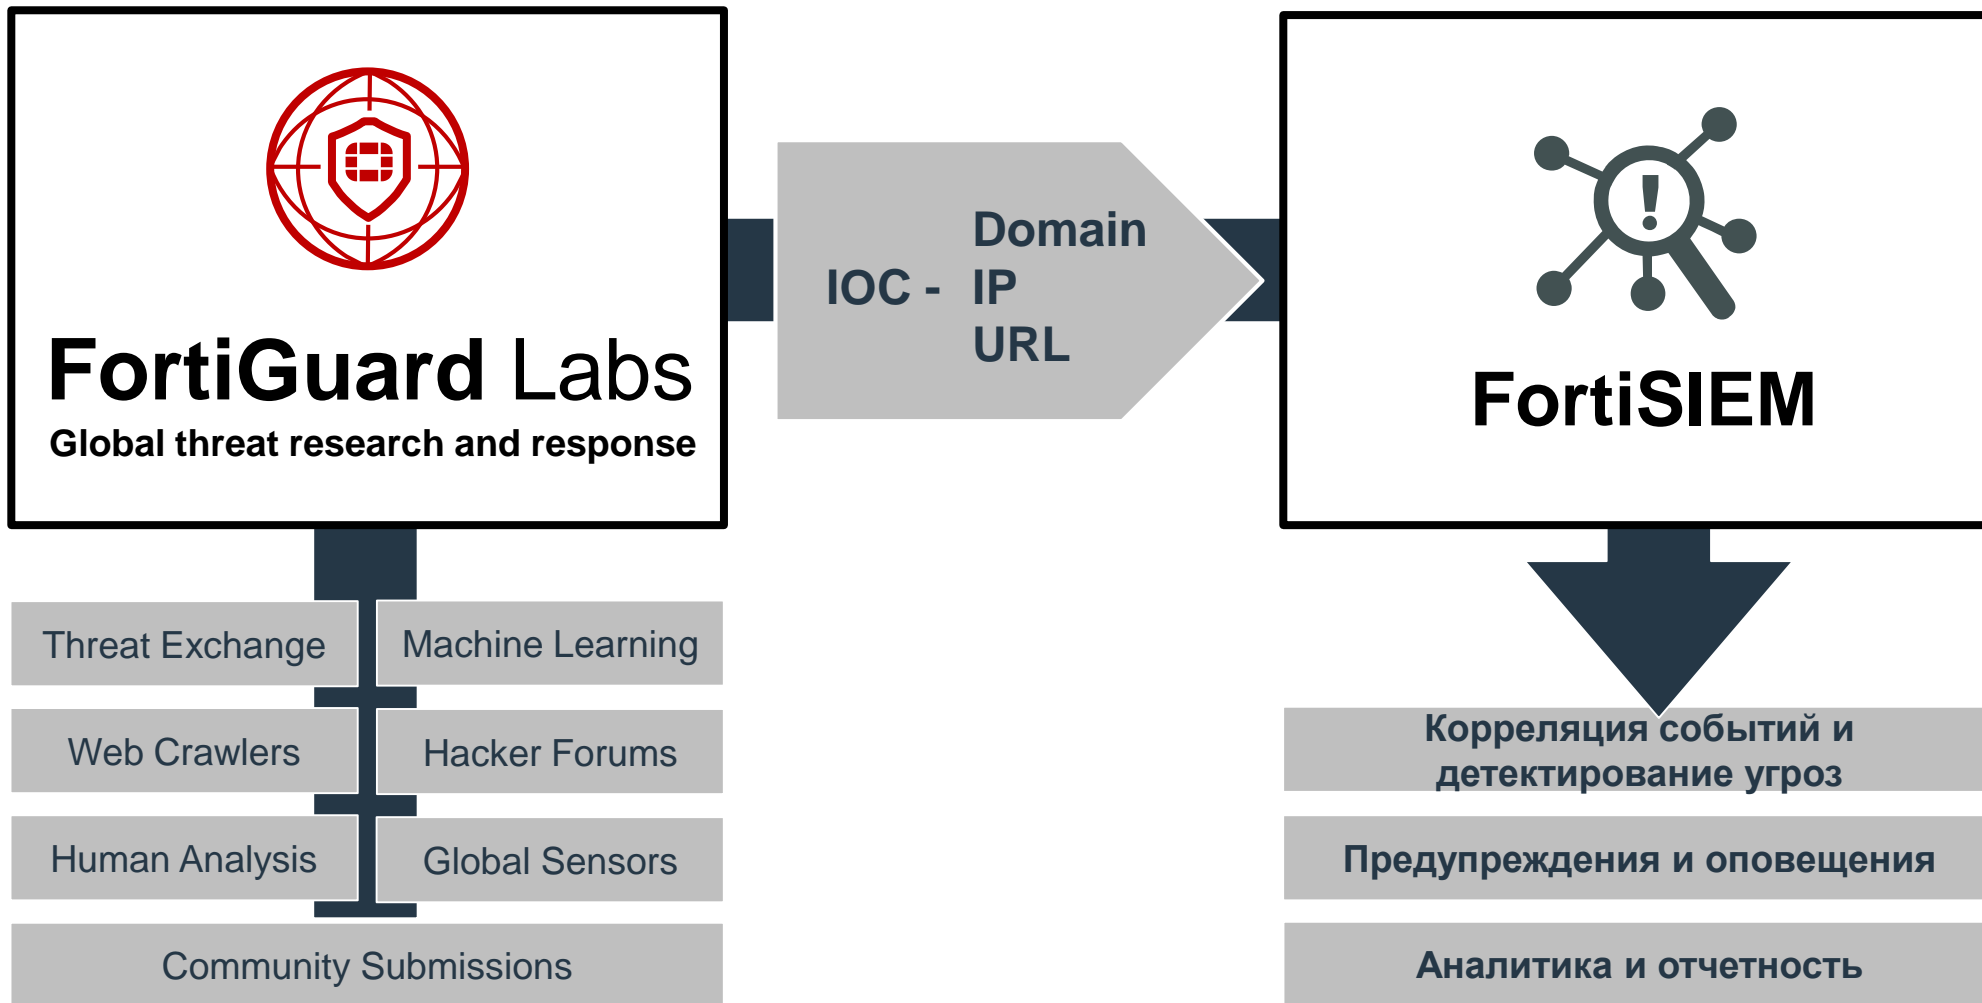 FortiGuard Labs
Global threat research and response
Domain
IOC - IP
URL
FortiSIEM
Threat Exchange
Machine Learning
Web Crawlers
Hacker Forums
Human Analysis
Global Sensors
Community Submissions
Корреляция событий и
детектирование угроз
Предупреждения и оповещения
Аналитика и отчетность